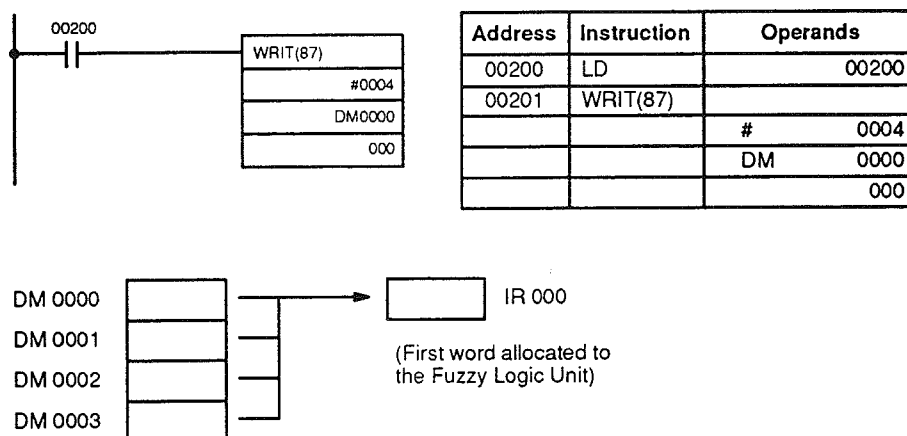 00200
WRIT(87)
#0004
DM0000
000
Address Instruction Operands
00200 LD 00200
00201 WRIT(87)
# 0004
DM 0000
000
DM 0000
DM 0001
DM 0002
DM 0003
IR 000
(First word allocated to
the Fuzzy Logic Unit)